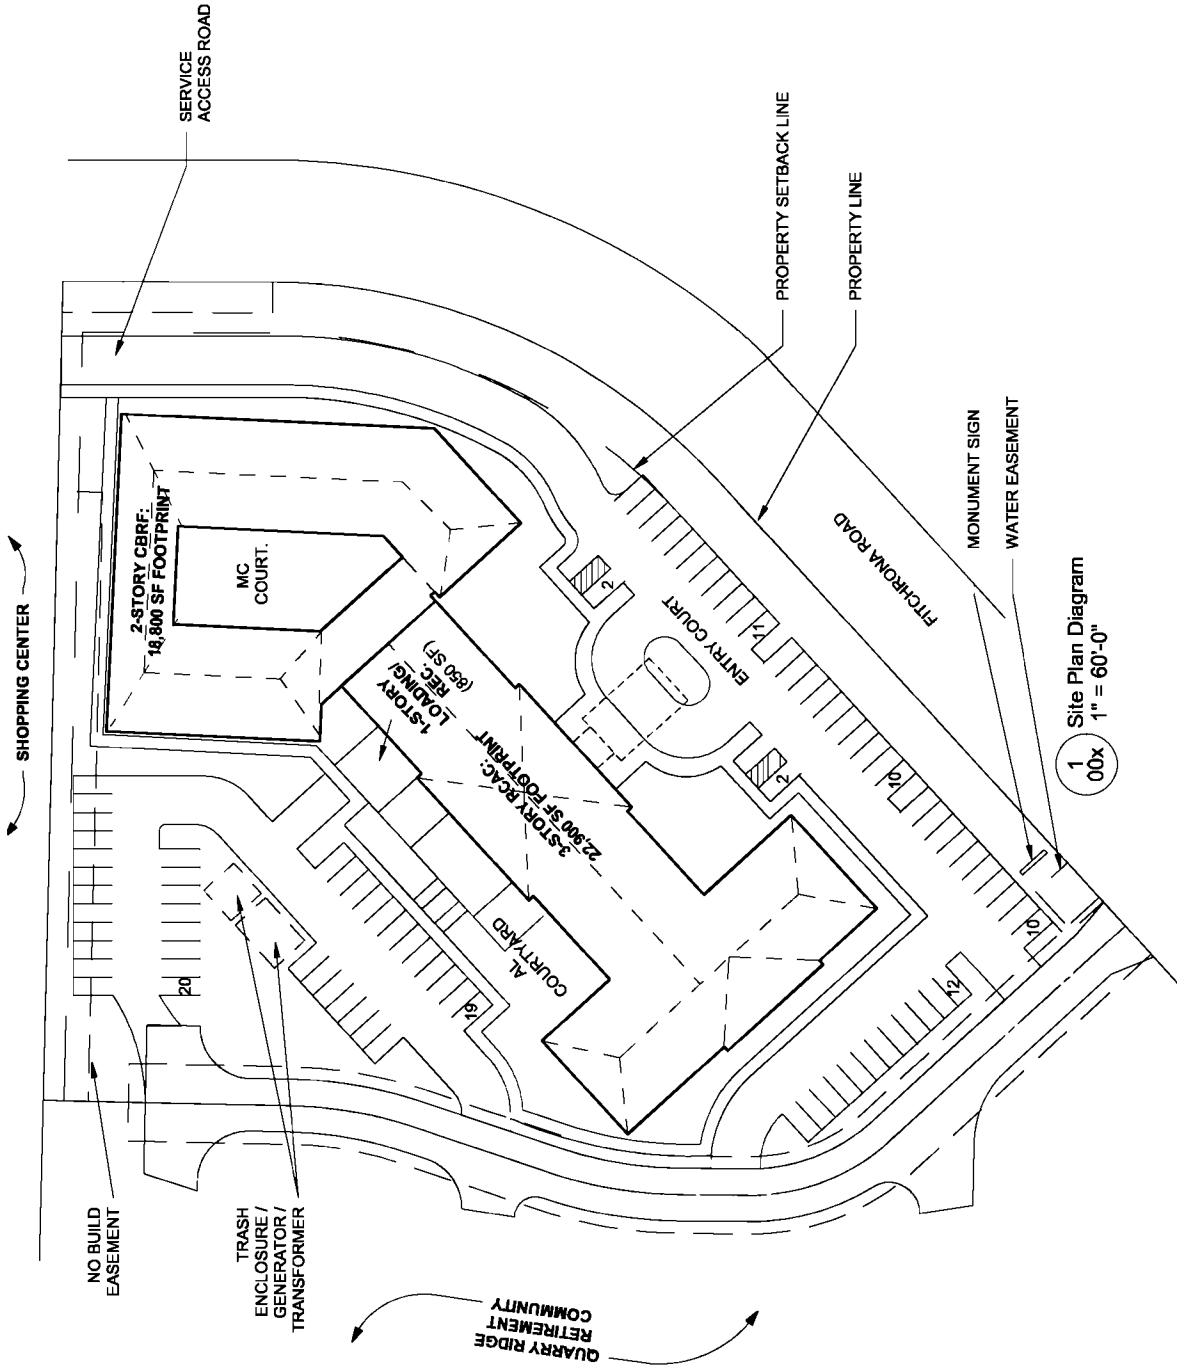 SERVICE
ACCESS ROAD
SHOPPING CENTER
PROPERTY SETBACK LINE
PROPERTY LINE
2-STORY CBRF:
18,800 SF FOOTPRINT
MC
COURT.
1-STORY
LOADING/
REC.
(850 SF)
3-STORY RCAC:
22,900 SF FOOTPRINT
ENTRY COURT
FITCHRONA ROAD
MONUMENT SIGN
WATER EASEMENT
2
11
2
10
10
12
19
20
AL
COURTYARD
NO BUILD
EASEMENT
TRASH
ENCLOSURE /
GENERATOR /
TRANSFORMER
QUARRY RIDGE
RETIREMENT
COMMUNITY
1
00x
Site Plan Diagram
1" = 60'-0"